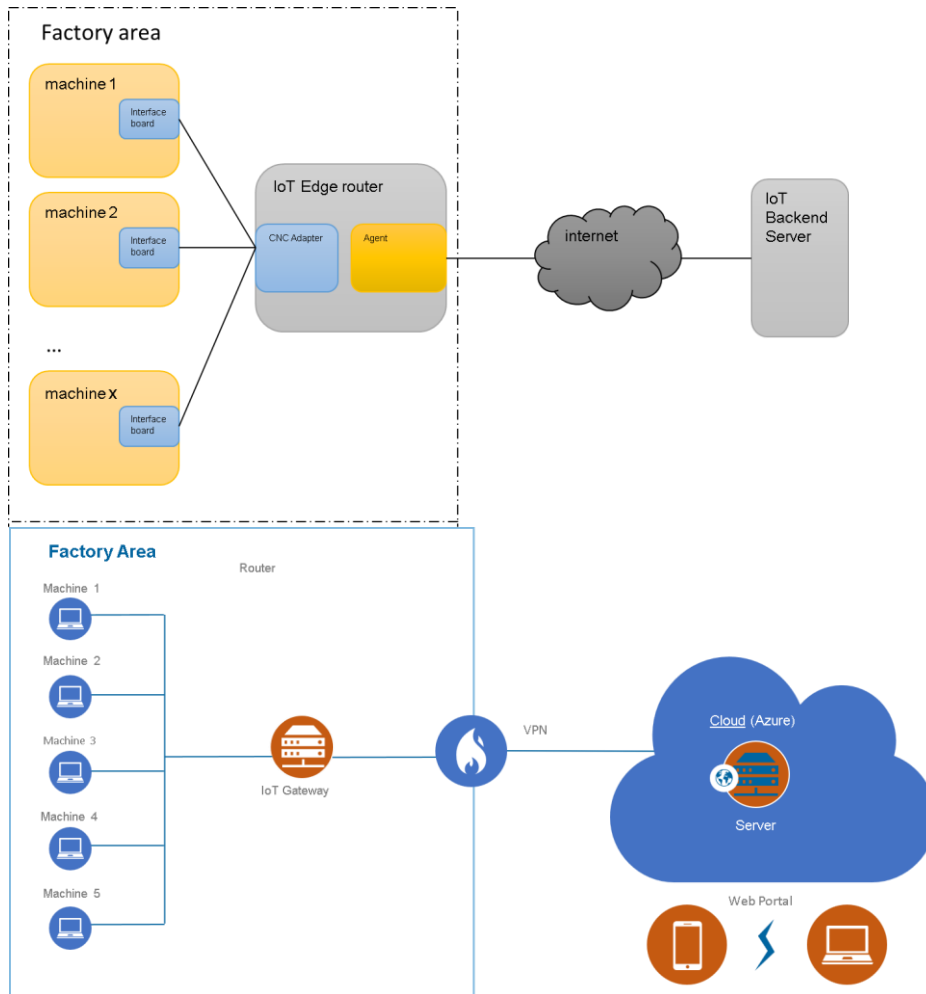 Factory area
machine 1
Interface
board
machine 2
Interface
board
...
machine x
Interface
board
IoT Edge router
CNC Adapter
Agent
internet
IoT
Backend
Server
Factory Area
Router
Machine 1
Machine 2
Machine 3
Machine 4
Machine 5
IoT Gateway
VPN
Cloud (Azure)
Server
Web Portal